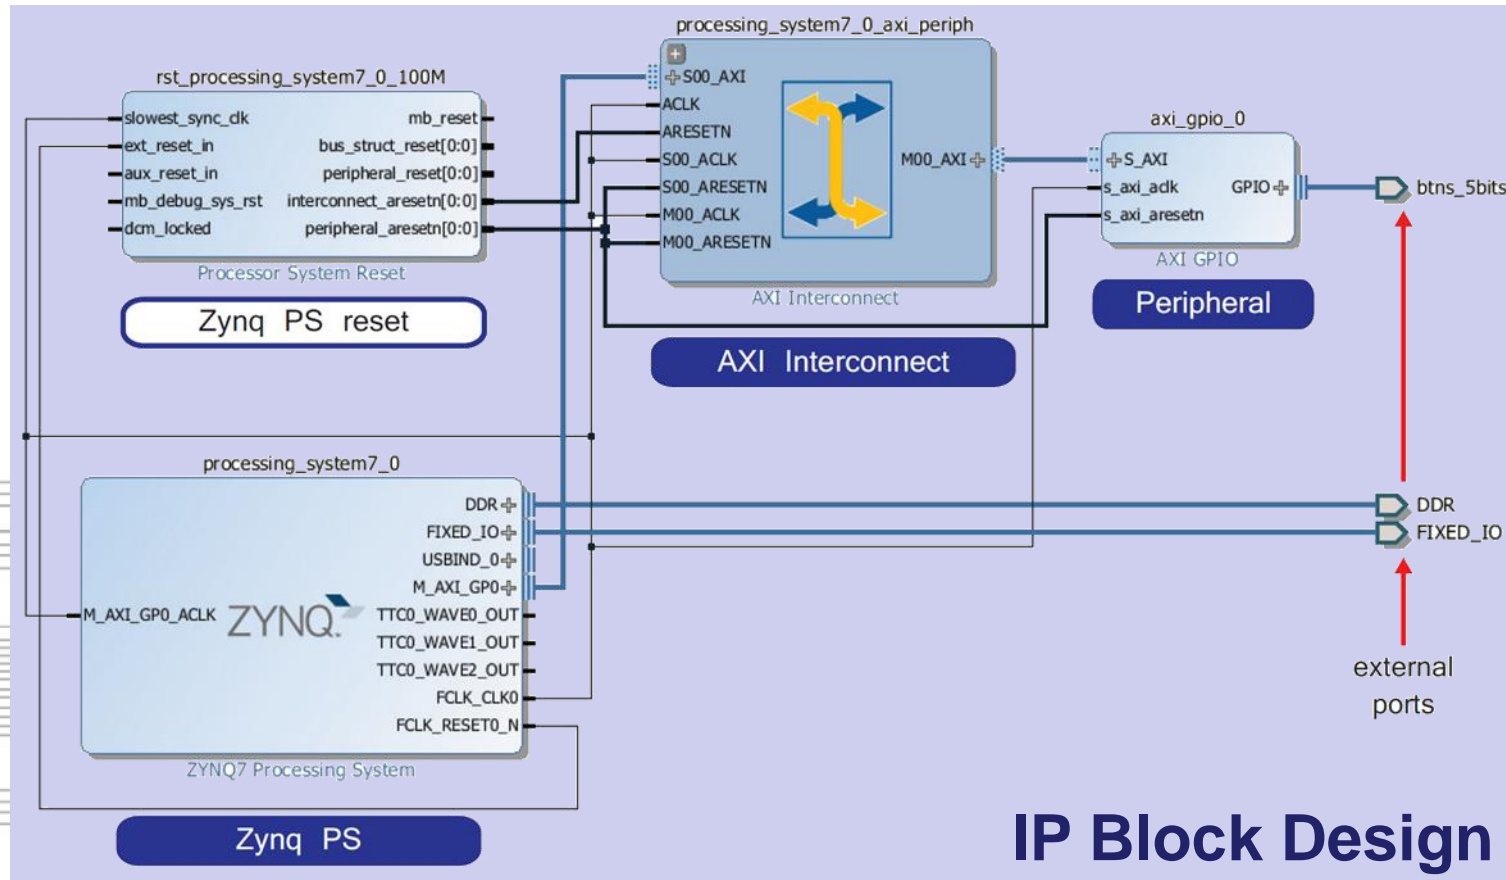 processing_system7_0_axi_periph
rst_processing_system7_0_100M
slowest_sync_clk
ext_reset_in
aux_reset_in
mb_debug_sys_rst
dcm_locked
mb_reset
bus_struct_reset[0:0]
peripheral_reset[0:0]
interconnect_aresetn[0:0]
peripheral_aresetn[0:0]
Processor System Reset
Zynq PS reset
S00_AXI
ACLK
ARESETN
S00_ACLK
S00_ARESETN
M00_ACLK
M00_ARESETN
M00_AXI
AXI Interconnect
AXI Interconnect
axi_gpio_0
S_AXI
s_axi_aclk
s_axi_aresetn
GPIO
AXI GPIO
Peripheral
btns_5bits
processing_system7_0
M_AXI_GP0_ACLK
ZYNQ.
DDR
FIXED_IO
USBIND_0
M_AXI_GP0
TTC0_WAVE0_OUT
TTC0_WAVE1_OUT
TTC0_WAVE2_OUT
FCLK_CLK0
FCLK_RESET0_N
ZYNQ7 Processing System
Zynq PS
DDR
FIXED_IO
external
ports
IP Block Design